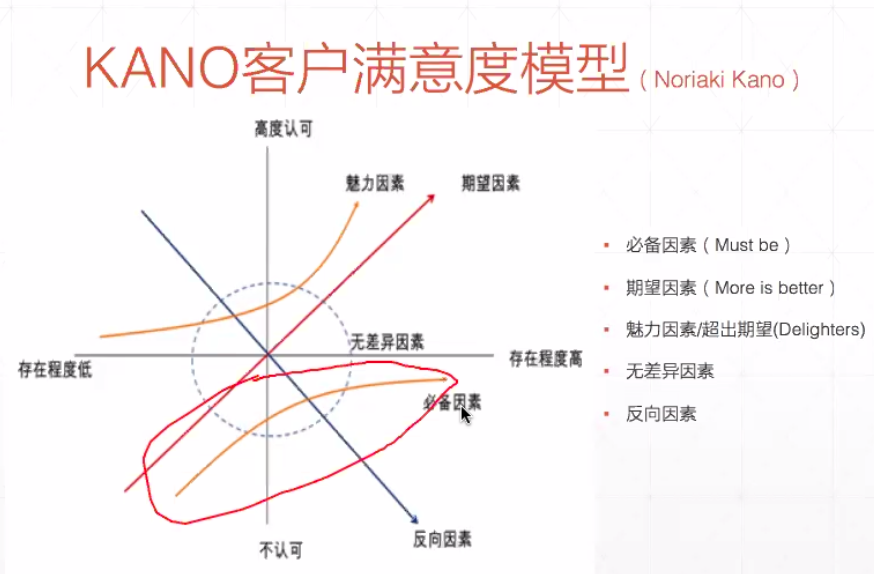 KANO客户满意度模型 ( Noriaki Kano )
高度认可
魅力因素
期望因素
无差异因素
存在程度低
存在程度高
必备因素
反向因素
不认可
必备因素 ( Must be )
期望因素 ( More is better )
魅力因素/超出期望(Delighters)
无差异因素
反向因素